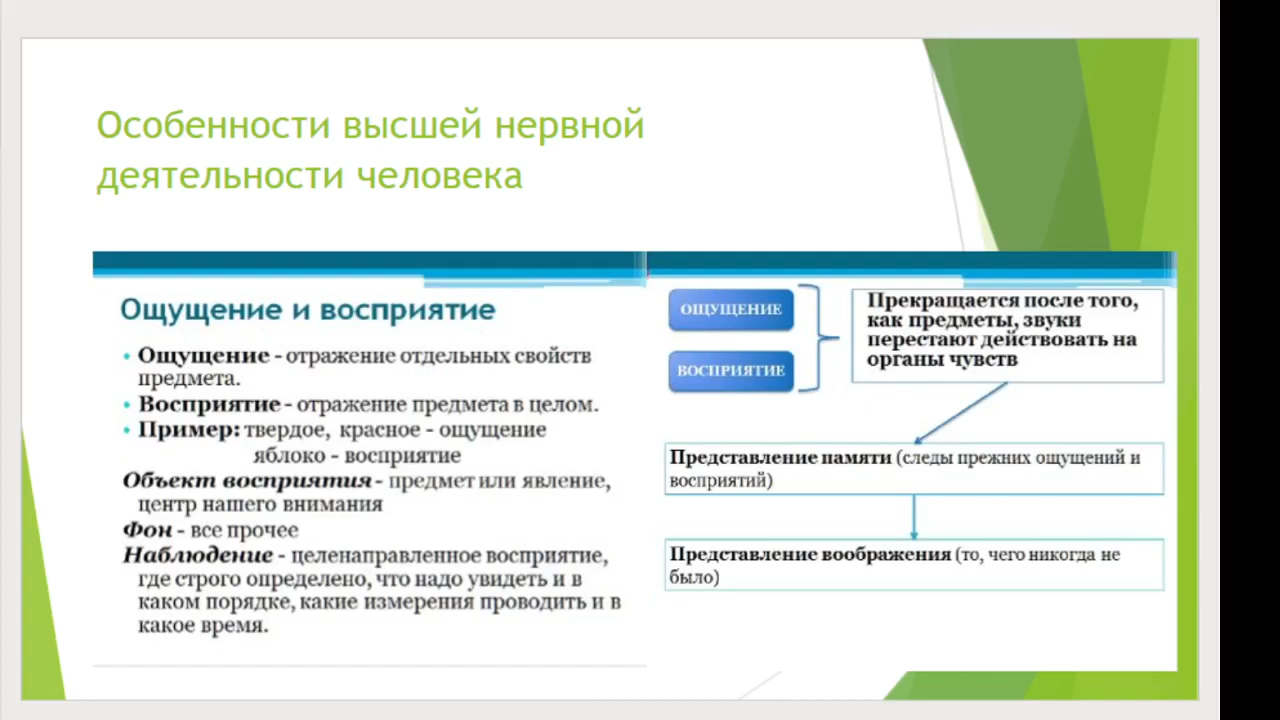 Особенности высшей нервной
деятельности человека
Ощущение и восприятие
• Ощущение - отражение отдельных свойств
предмета.
• Восприятие - отражение предмета в целом.
• Пример: твердое, красное - ощущение
яблоко - восприятие
Объект восприятия - предмет или явление,
центр нашего внимания
Фон - все прочее
Наблюдение - целенаправленное восприятие,
где строго определено, что надо увидеть и в
каком порядке, какие измерения проводить и в
какое время.
ОЩУЩЕНИЕ
ВОСПРИЯТИЕ
Прекращается после того,
как предметы, звуки
перестают действовать на
органы чувств
Представление памяти (следы прежних ощущений и
восприятий)
Представление воображения (то, чего никогда не
было)